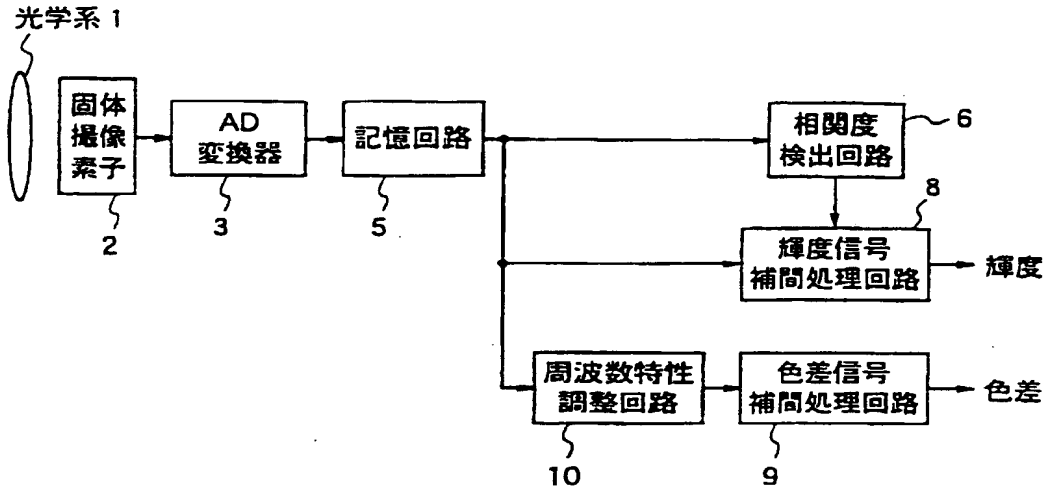 光学系 1
固体
撮像
素子
2
AD
変換器
3
記憶回路
5
相関度
検出回路
6
8
輝度信号
補間処理回路
輝度
周波数特性
調整回路
10
色差信号
補間処理回路
9
色差